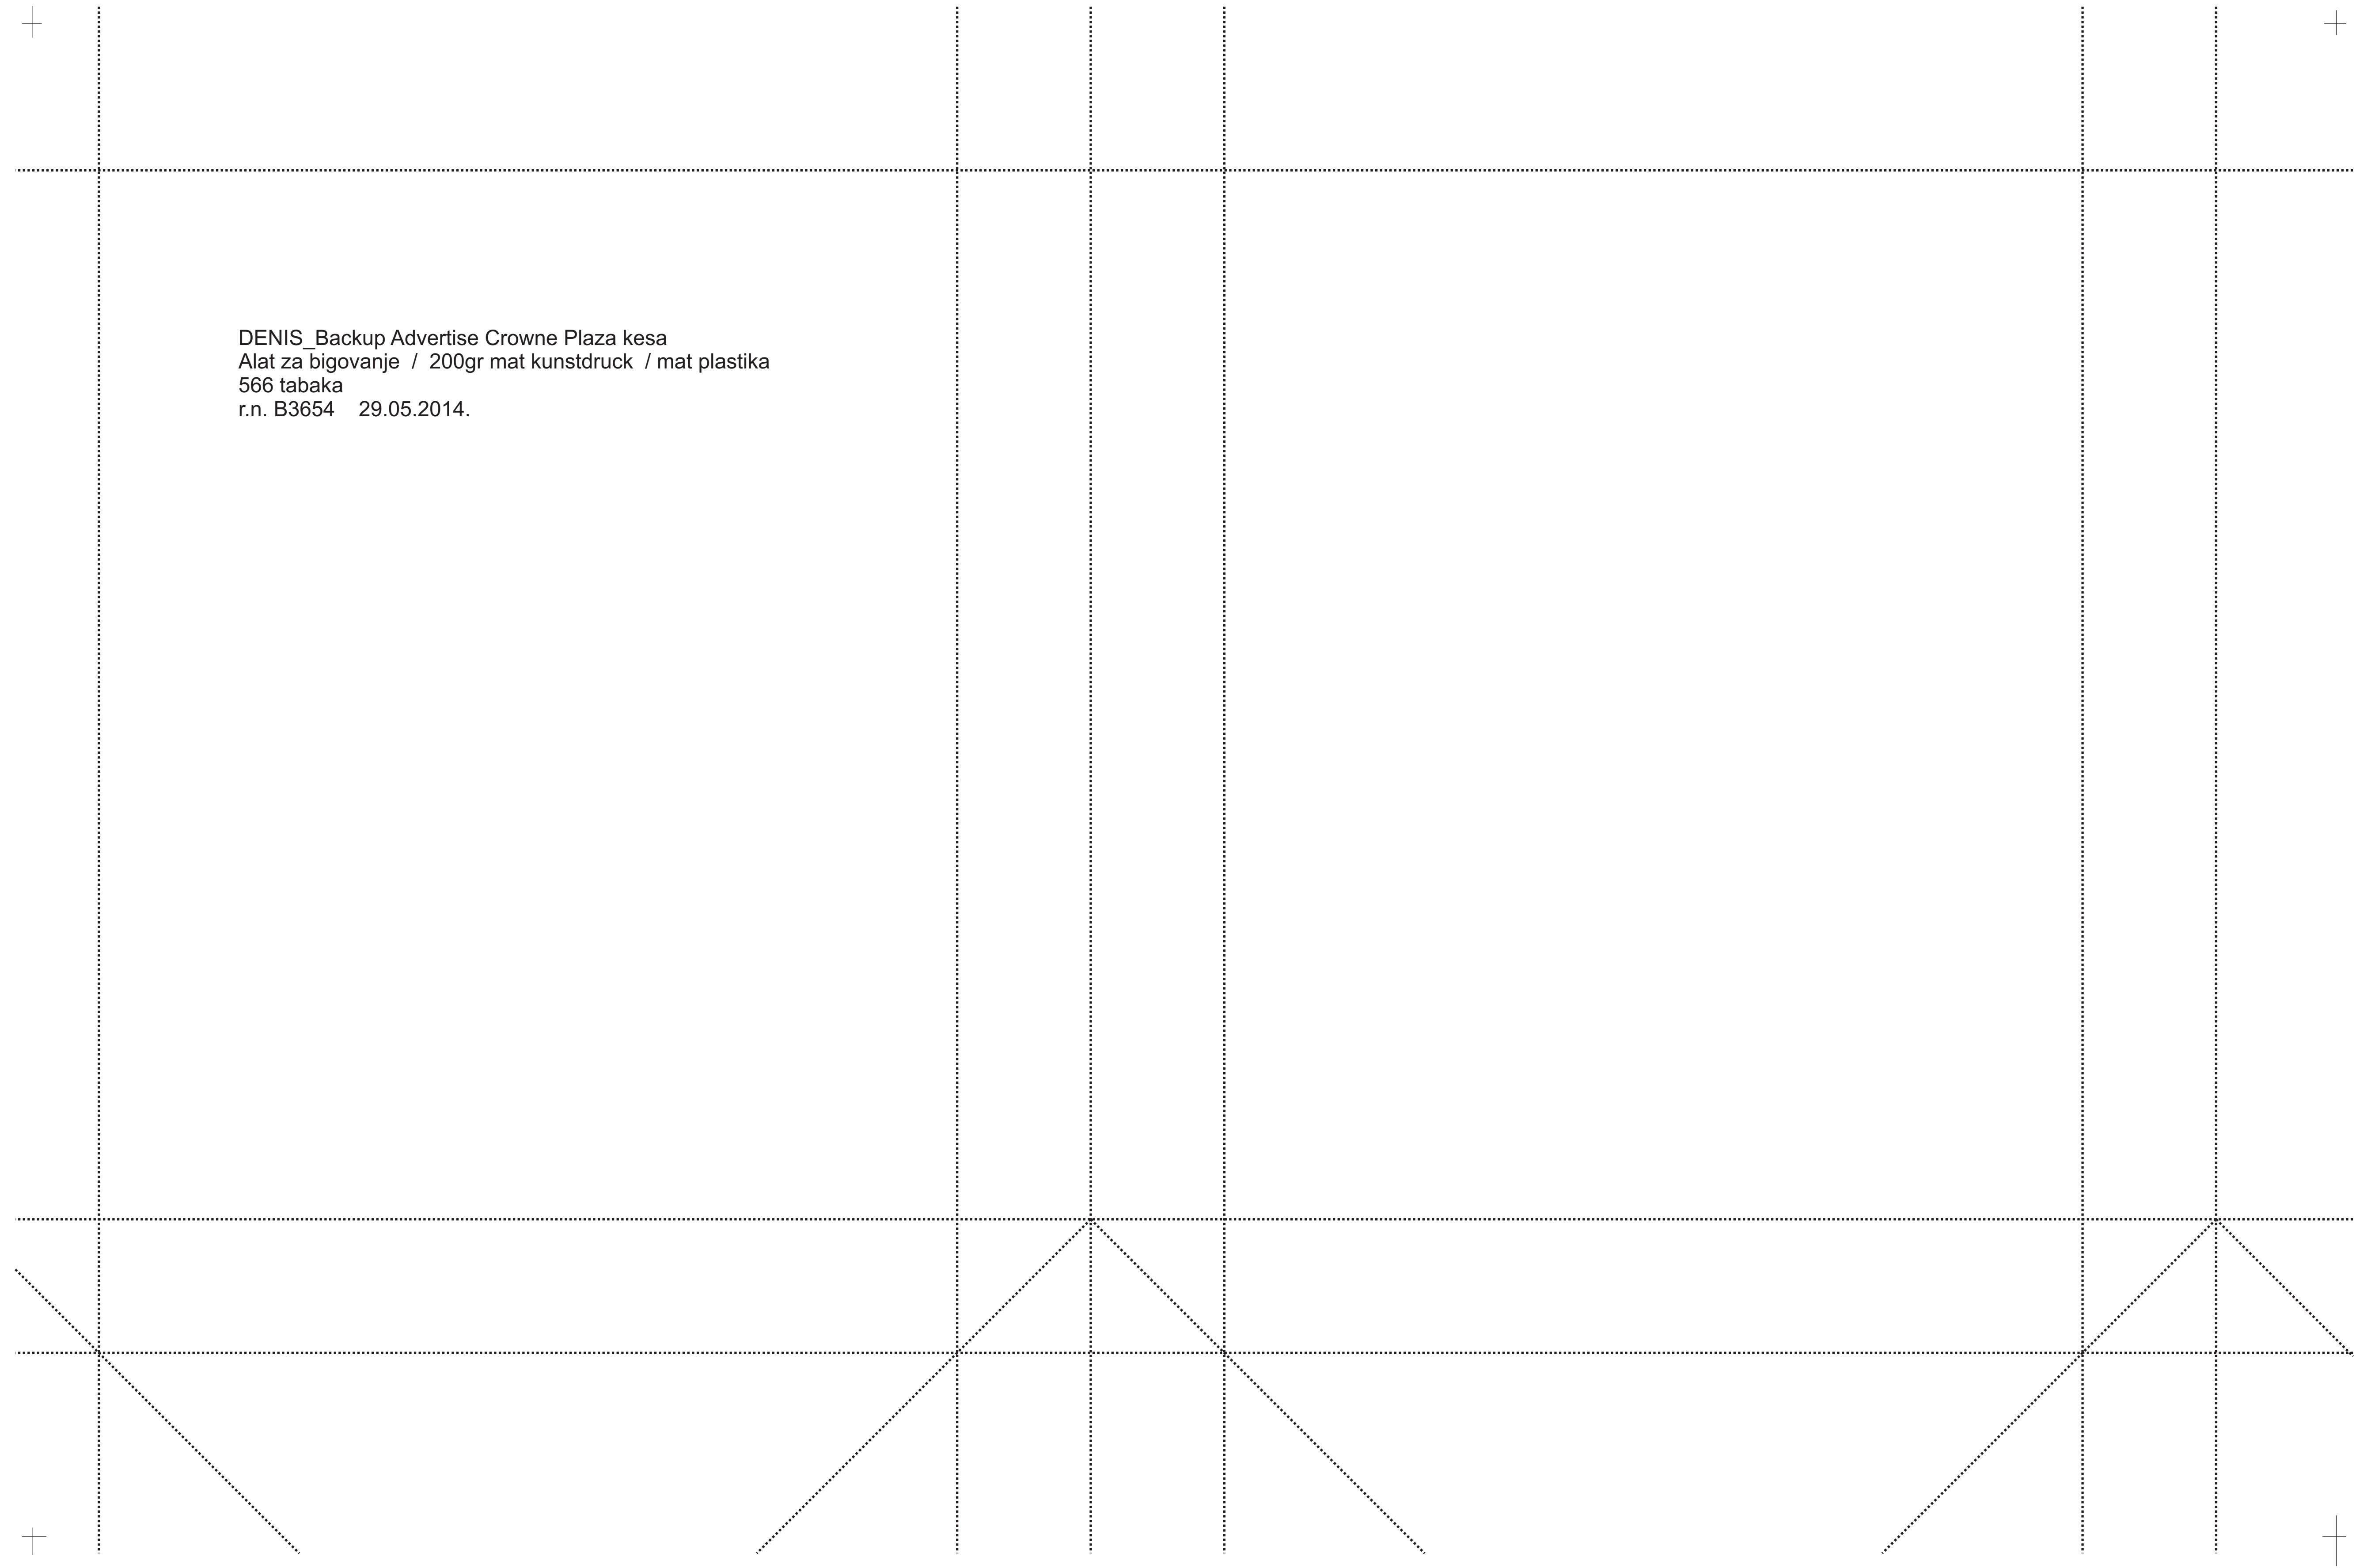 DENIS_Backup Advertise Crowne Plaza kesa
Alat za bigovanje  /  200gr mat kunstdruck  / mat plastika
566 tabaka
r.n. B3654    29.05.2014.